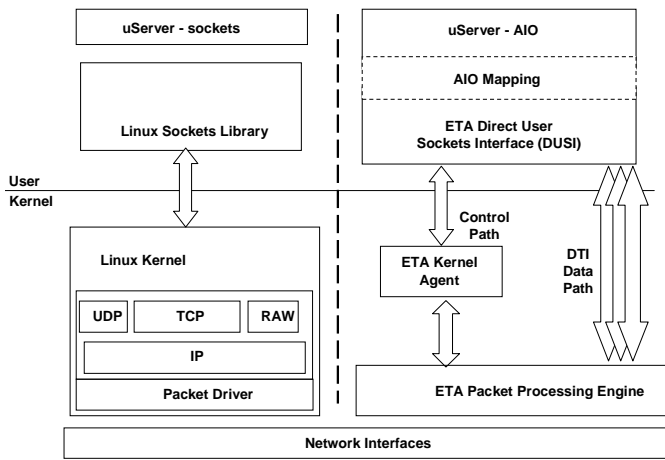 uServer - sockets
Linux Sockets Library
User
Kernel
Linux Kernel
UDP
TCP
RAW
IP
Packet Driver
uServer - AIO
AIO Mapping
ETA Direct User
Sockets Interface (DUSI)
Control
Path
ETA Kernel
Agent
DTI
Data
Path
ETA Packet Processing Engine
Network Interfaces